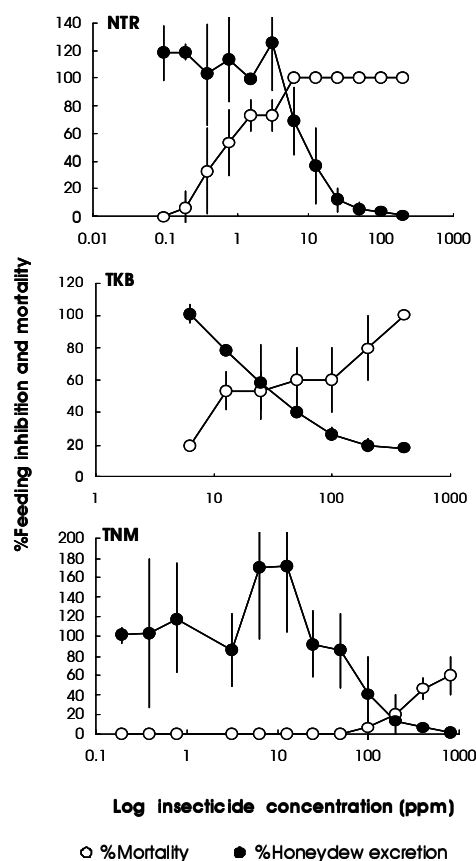 %Feeding inhibition and mortality
NTR
140
120
100
80
60
40
20
0
0.01 0.1 1 10 100 1000
TKB
120
100
80
60
40
20
0
1 10 100 1000
TNM
200
180
160
140
120
100
80
60
40
20
0
0.1 1 10 100 1000
Log insecticide concentration (ppm)
%Mortality %Honeydew excretion